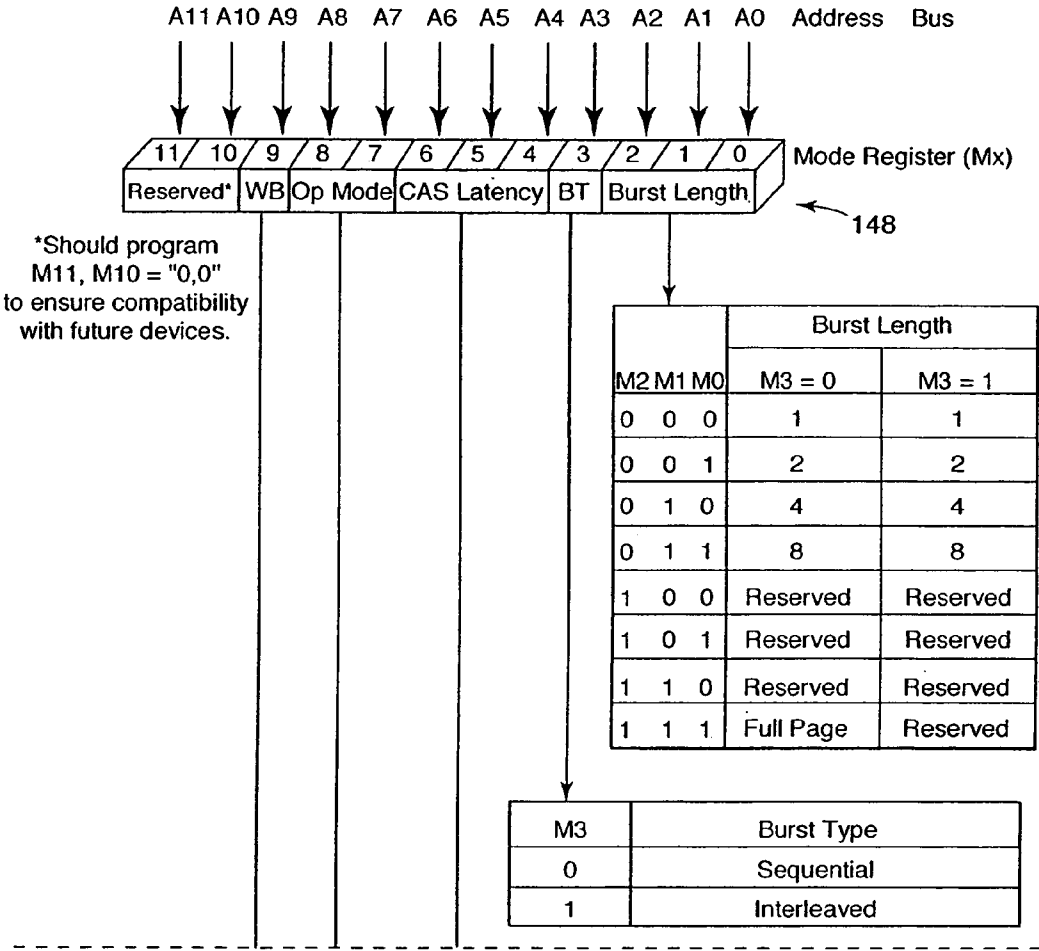 A11 A10 A9 A8 A7 A6 A5 A4 A3 A2 A1 A0 Address Bus
11 10 9 8 7 6 5 4 3 2 1 0 Mode Register (Mx)
Reserved* WB Op Mode CAS Latency BT Burst Length
148
*Should program
M11, M10 = "0,0"
to ensure compatibility
with future devices.
Burst Length
M2 M1 M0 M3 = 0 M3 = 1
0 0 0 1 1
0 0 1 2 2
0 1 0 4 4
0 1 1 8 8
1 0 0 Reserved Reserved
1 0 1 Reserved Reserved
1 1 0 Reserved Reserved
1 1 1 Full Page Reserved
M3 Burst Type
0 Sequential
1 Interleaved